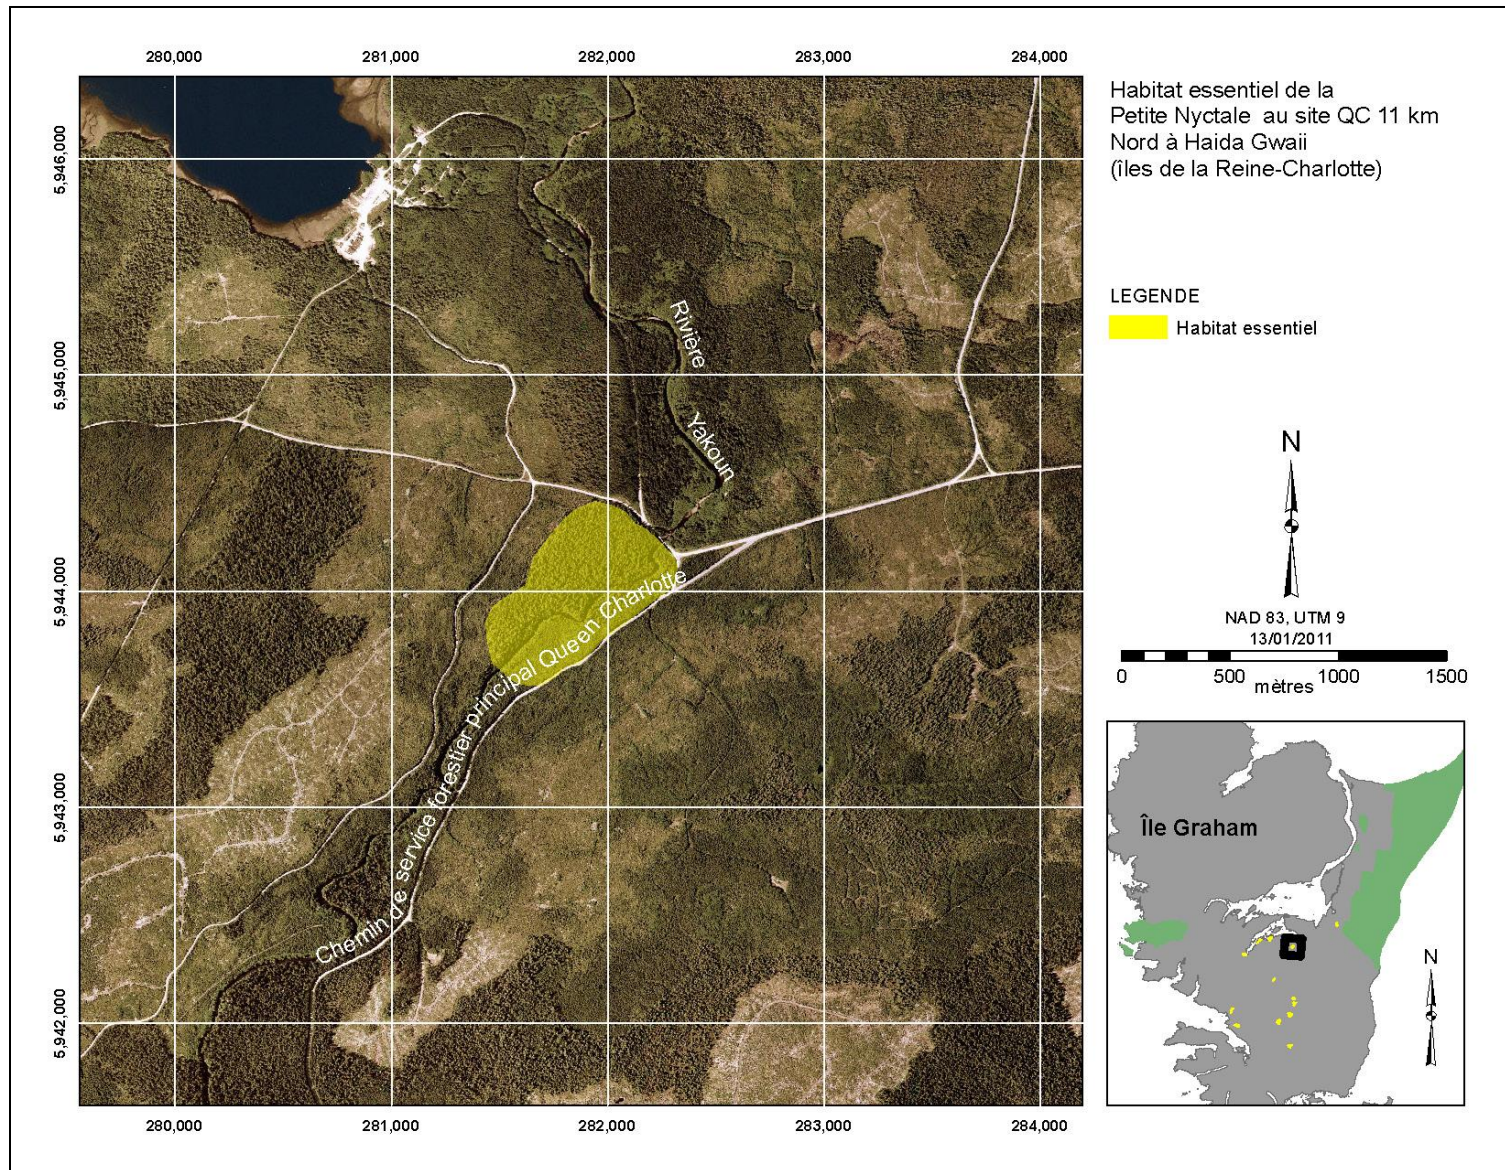 280,000 281,000 282,000 283,000 284,000
5,946,000
5,945,000
5,944,000
5,943,000
5,942,000
Rivière
Yakoun
Chemin de service forestier principal Queen Charlotte
280,000 281,000 282,000 283,000 284,000
Habitat essentiel de la
Petite Nyctale au site QC 11 km
Nord à Haida Gwaii
(îles de la Reine-Charlotte)
LEGENDE
Habitat essentiel
N
NAD 83, UTM 9
13/01/2011
0 500 1000 1500
mètres
Île Graham
N